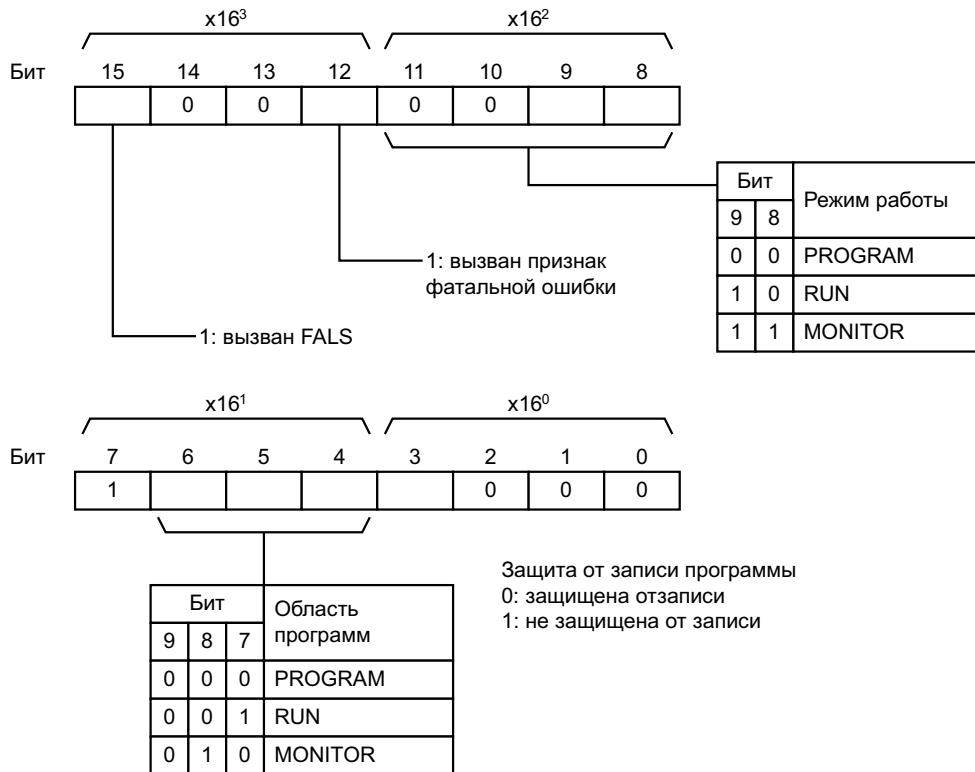 x16³ x16²
Бит 15 14 13 12 11 10 9 8
0 0 0 0
Бит Режим работы
9 8
0 0 PROGRAM
1 0 RUN
1 1 MONITOR
1: вызван признак
фатальной ошибки
1: вызван FALS
x16¹ x16⁰
Бит 7 6 5 4 3 2 1 0
1 0 0 0
Защита от записи программы
0: защищена отзаписи
1: не защищена от записи
Бит Область
программ
9 8 7
0 0 0 PROGRAM
0 0 1 RUN
0 1 0 MONITOR